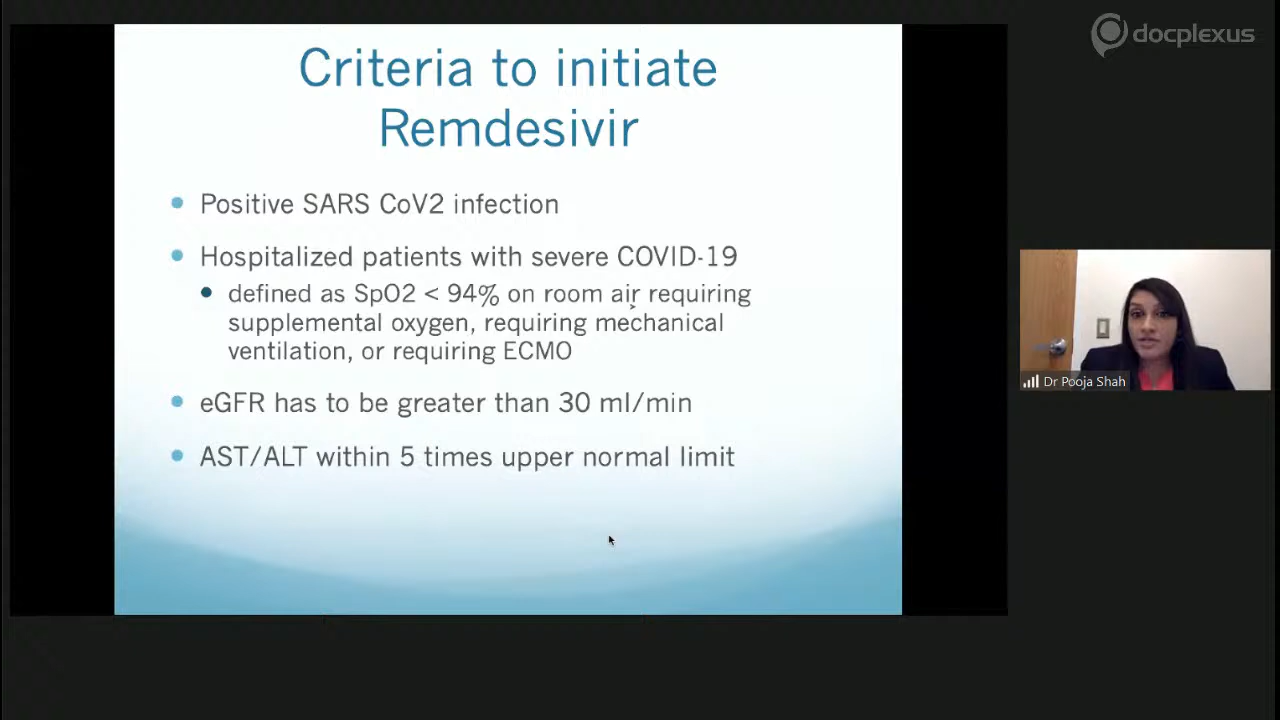 docplexus
Criteria to initiate
Remdesivir
Positive SARS CoV2 infection
Hospitalized patients with severe COVID-19
defined as SpO2 < 94% on room air requiring
supplemental oxygen, requiring mechanical
ventilation, or requiring ECMO
eGFR has to be greater than 30 ml/min
AST/ALT within 5 times upper normal limit
Dr Pooja Shah